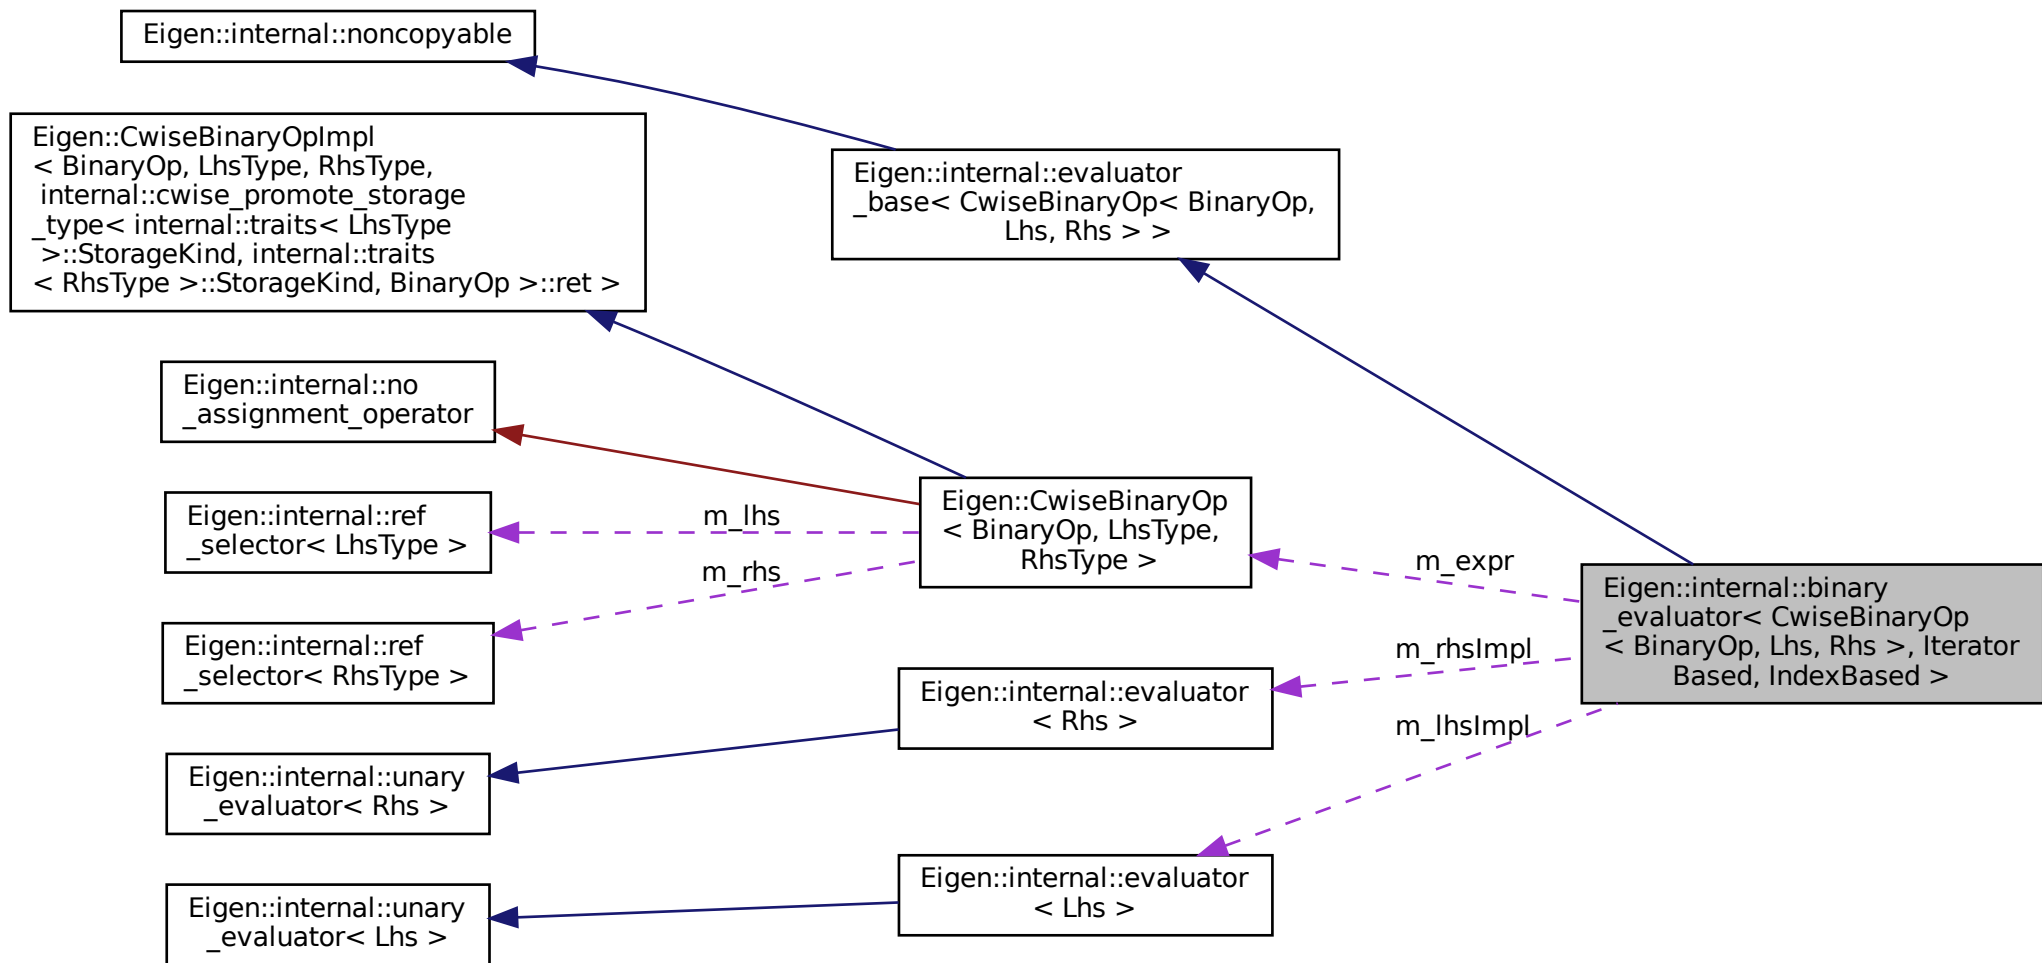 Eigen::internal::noncopyable
Eigen::CwiseBinaryOpImpl
< BinaryOp, LhsType, RhsType,
internal::cwise_promote_storage
_type< internal::traits< LhsType
>::StorageKind, internal::traits
< RhsType >::StorageKind, BinaryOp >::ret >
Eigen::internal::evaluator
_base< CwiseBinaryOp< BinaryOp,
Lhs, Rhs > >
Eigen::internal::no
_assignment_operator
Eigen::internal::ref
_selector< LhsType >
m_lhs
Eigen::CwiseBinaryOp
< BinaryOp, LhsType,
RhsType >
m_rhs
m_expr
Eigen::internal::binary
_evaluator< CwiseBinaryOp
< BinaryOp, Lhs, Rhs >, Iterator
Based, IndexBased >
Eigen::internal::ref
_selector< RhsType >
m_rhsImpl
Eigen::internal::evaluator
< Rhs >
m_lhsImpl
Eigen::internal::unary
_evaluator< Rhs >
Eigen::internal::evaluator
< Lhs >
Eigen::internal::unary
_evaluator< Lhs >